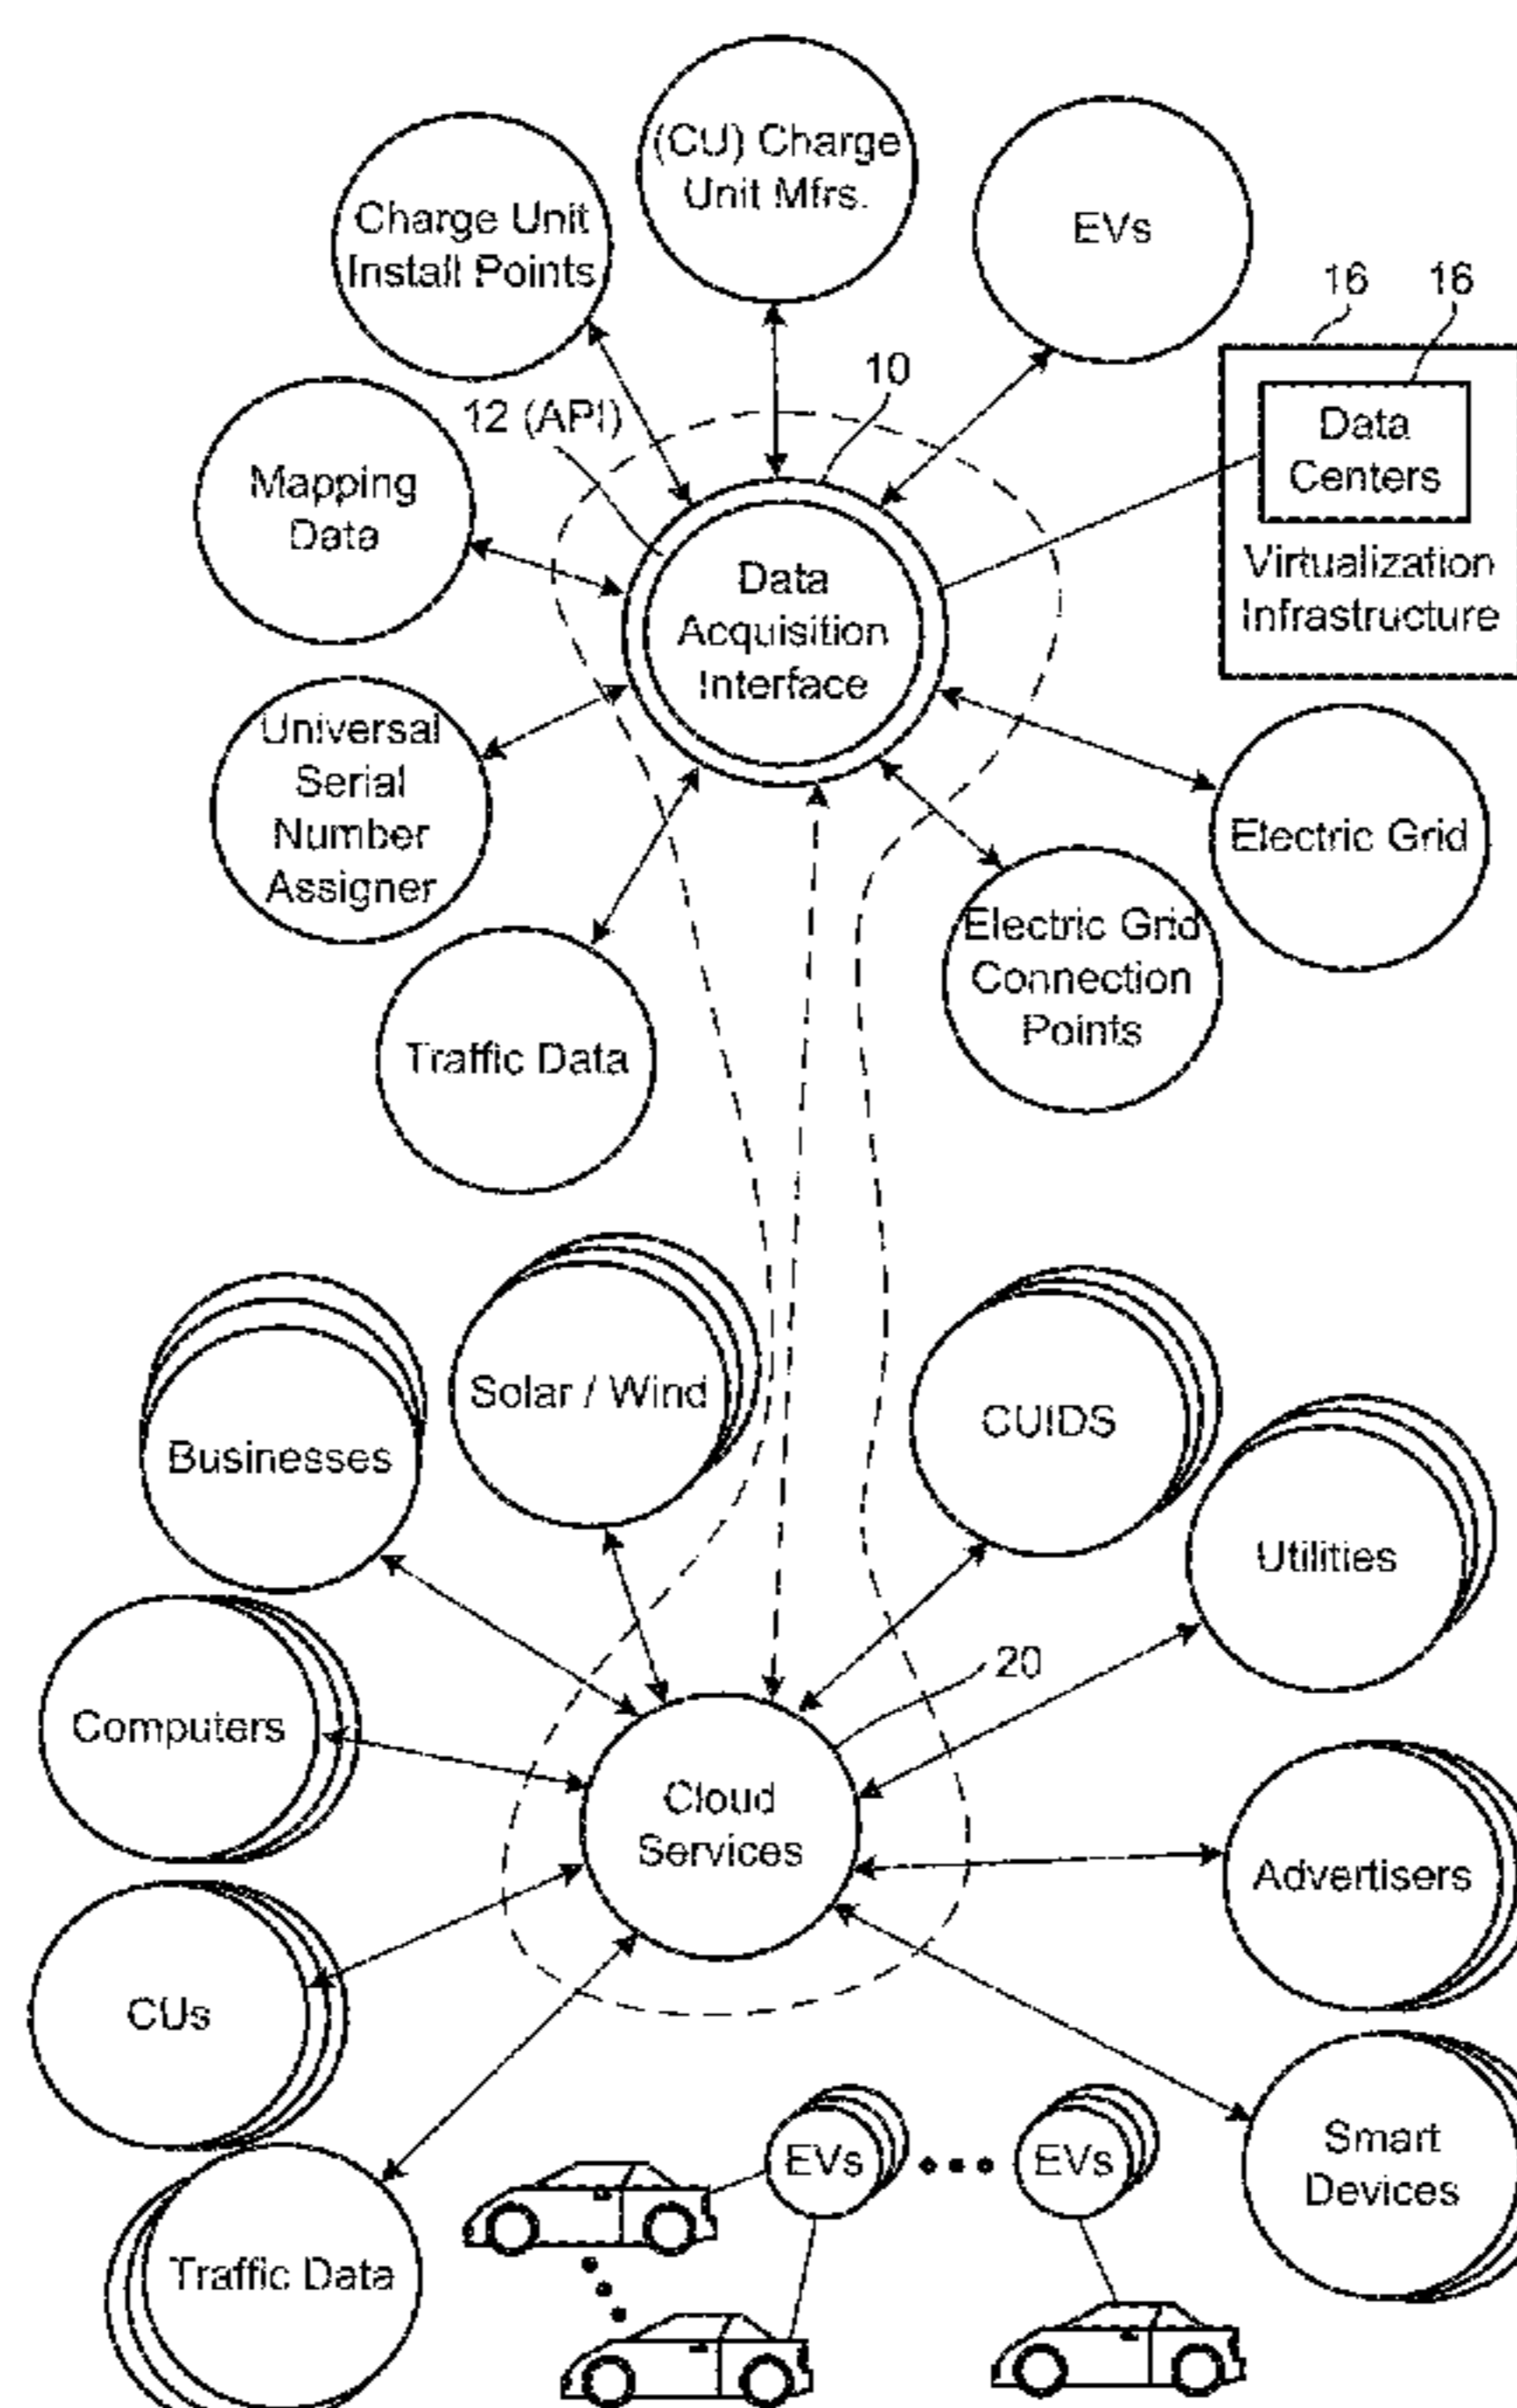 (CU) Charge
Unit Mfrs.
Charge Unit
Install Points
EVs
16
16
10
12 (API)
Data
Centers
Virtualization
Infrastructure
Mapping
Data
Data
Acquisition
Interface
Universal
Serial
Number
Assigner
Electric Grid
Electric Grid
Connection
Points
Traffic Data
Solar / Wind
CUIDS
Businesses
Utilities
20
Computers
Cloud
Services
Advertisers
CUs
Smart
Devices
EVs
EVs
Traffic Data